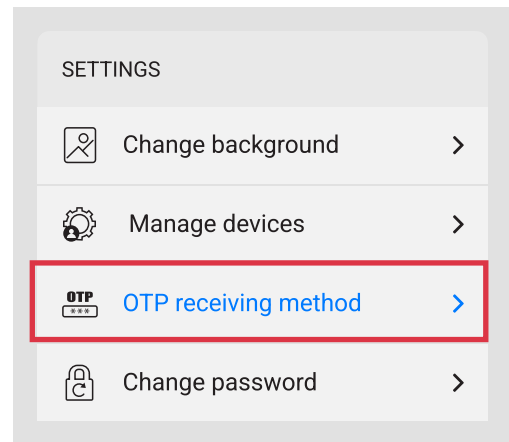 SETTINGS
Change background
Manage devices
OTP
***
OTP receiving method
Change password